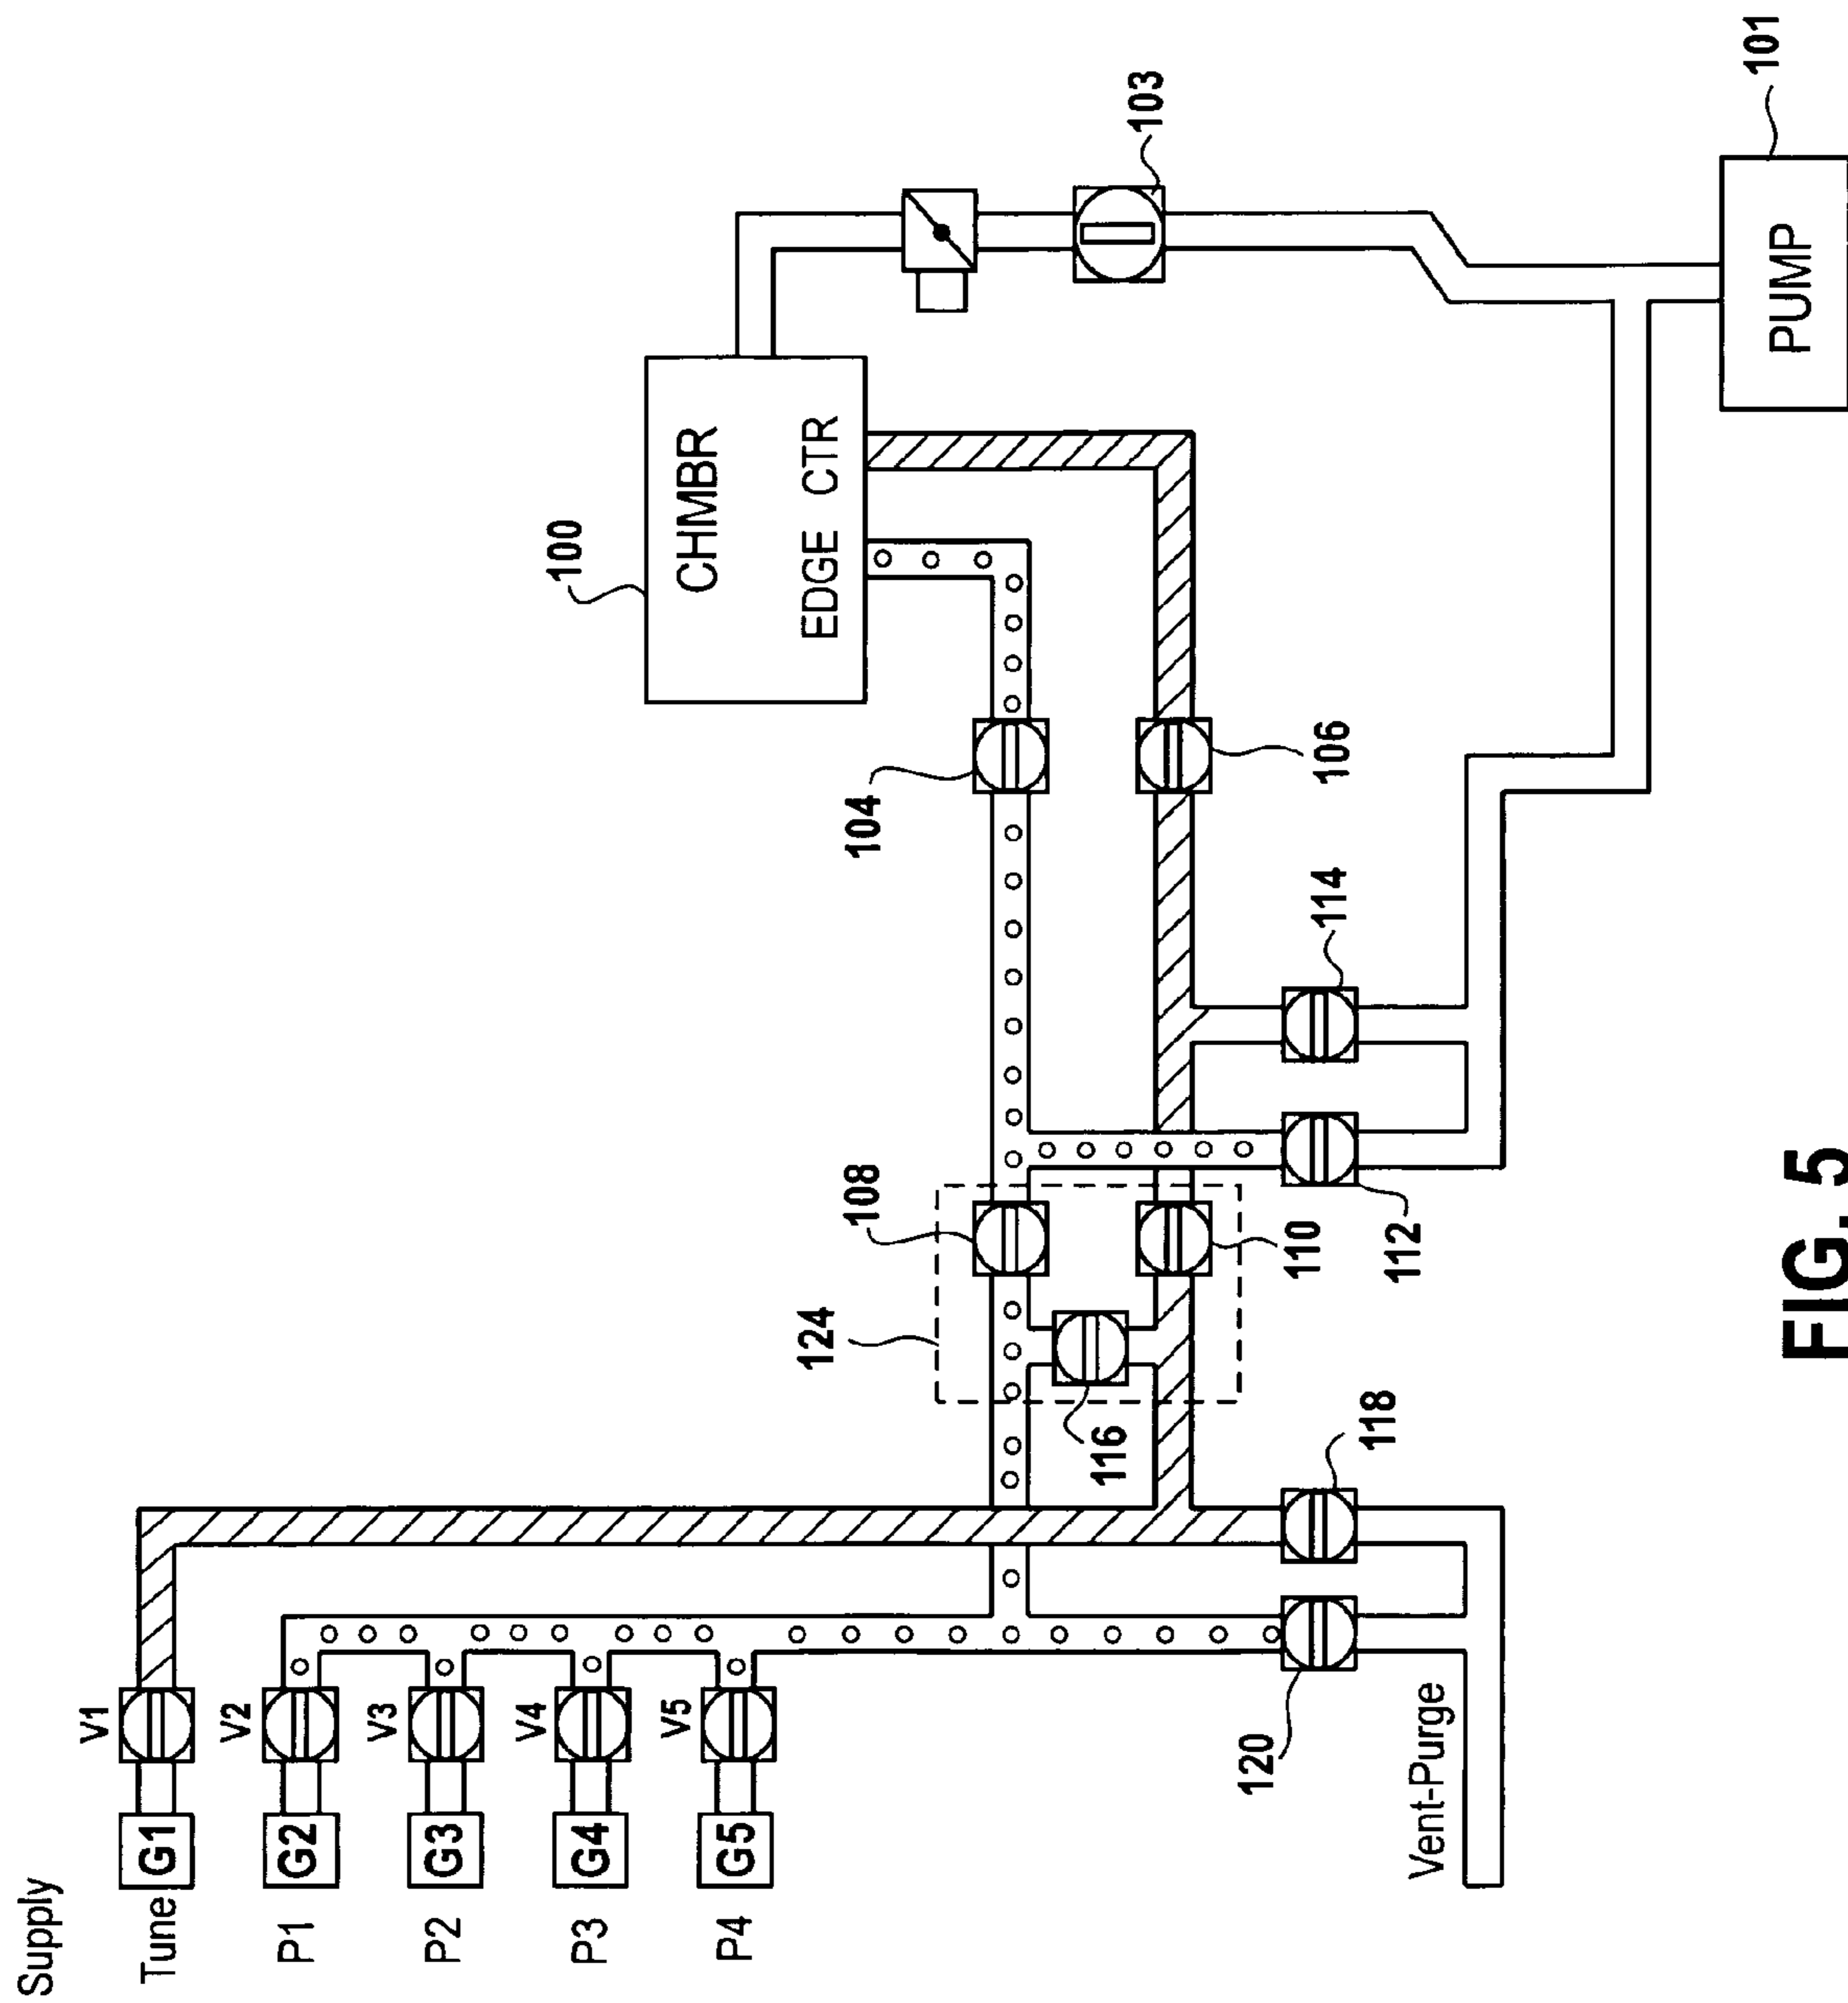 Supply
Tune G1 V1
P1 G2 V2
P2 G3 V3
P3 G4 V4
P4 G5 V5
Vent-Purge
120
118
124
116
108
110
112
114
104
106
100
CHMBR
EDGE CTR
103
PUMP
101
FIG. 5